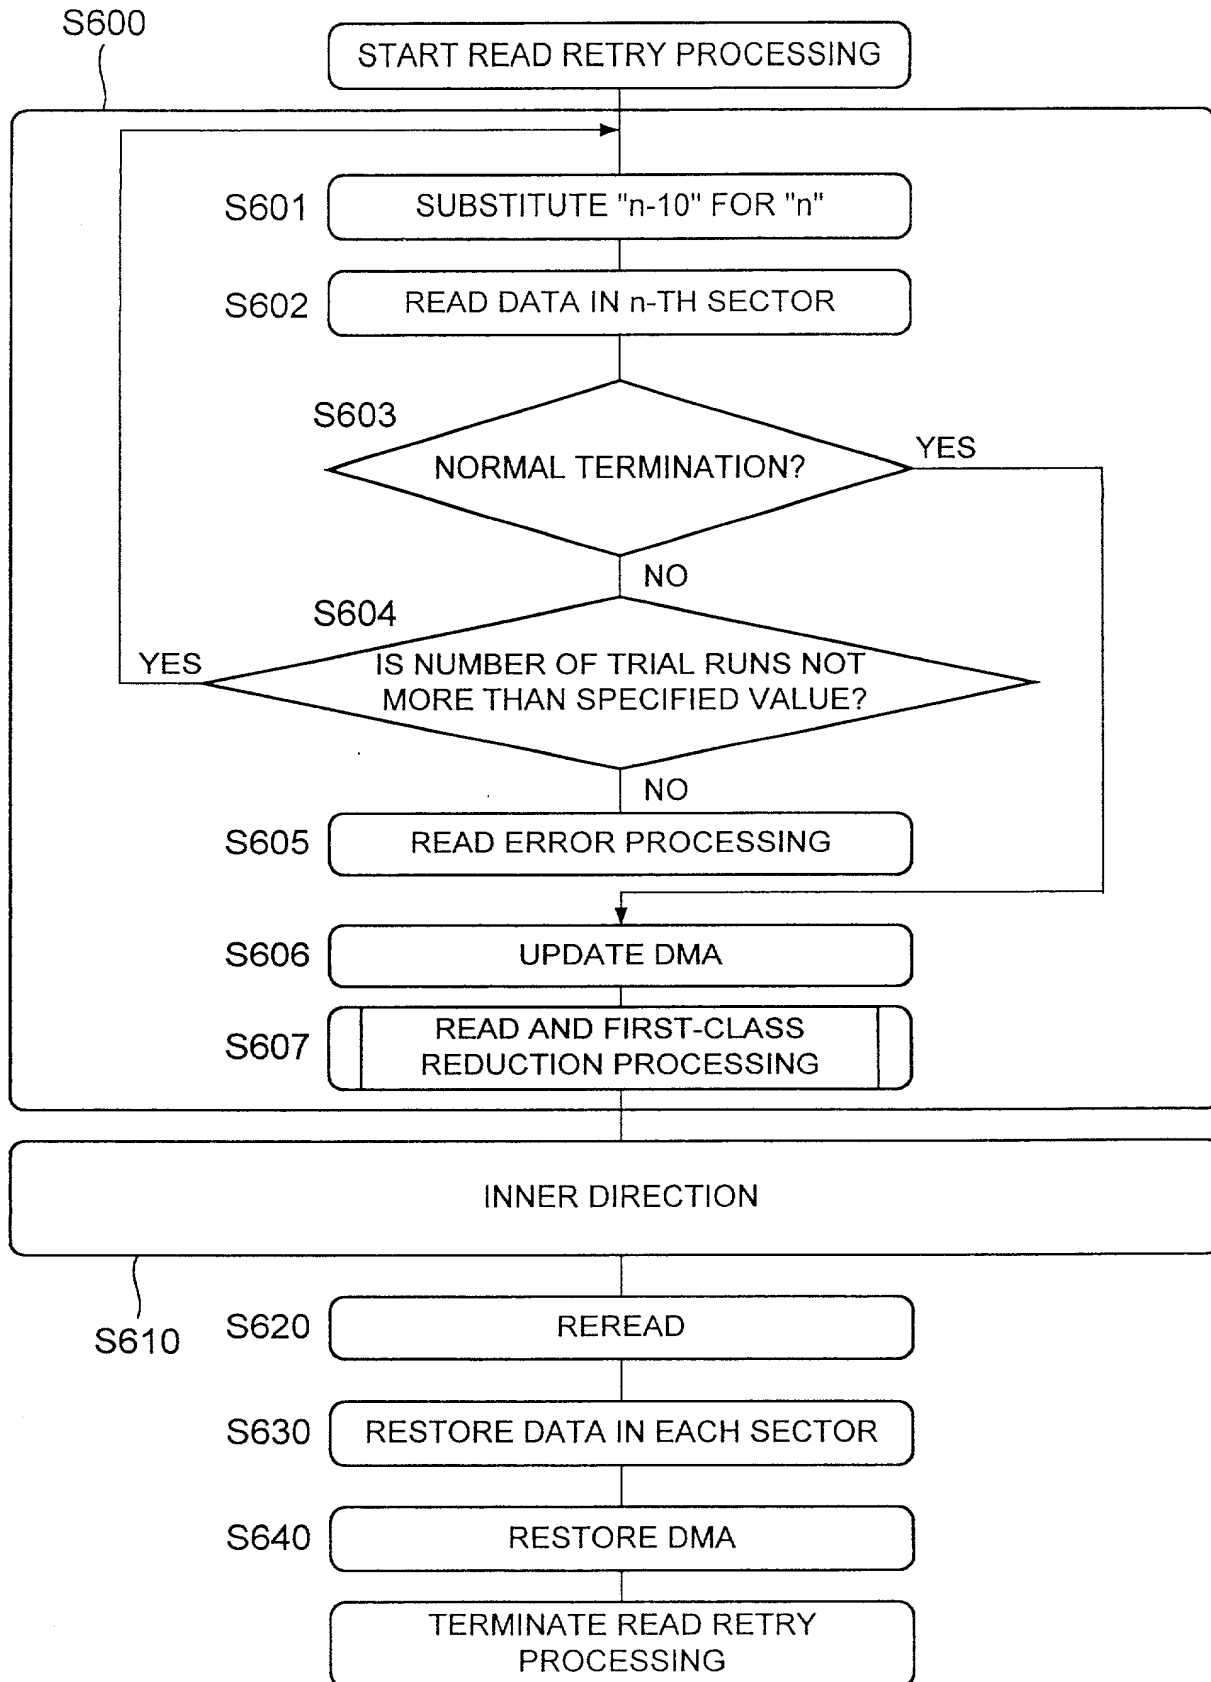 S600
START READ RETRY PROCESSING
S601
SUBSTITUTE "n-10" FOR "n"
S602
READ DATA IN n-TH SECTOR
S603
NORMAL TERMINATION?
YES
NO
S604
YES
IS NUMBER OF TRIAL RUNS NOT
MORE THAN SPECIFIED VALUE?
NO
S605
READ ERROR PROCESSING
S606
UPDATE DMA
S607
READ AND FIRST-CLASS
REDUCTION PROCESSING
INNER DIRECTION
S610
S620
REREAD
S630
RESTORE DATA IN EACH SECTOR
S640
RESTORE DMA
TERMINATE READ RETRY
PROCESSING